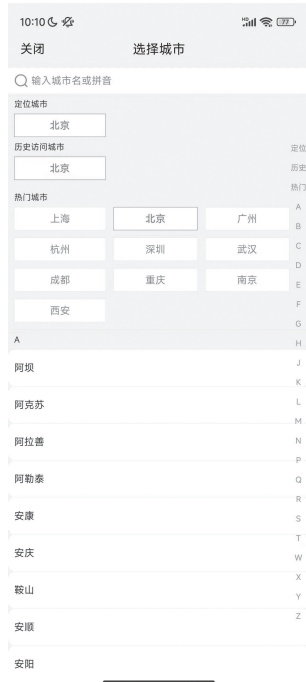 10:10 HD 77
关闭 选择城市
输入城市名或拼音
定位城市
北京
历史访问城市
北京
热门城市
上海 北京 广州
杭州 深圳 武汉
成都 重庆 南京
西安
A
阿坝
阿克苏
阿拉善
阿勒泰
安康
安庆
鞍山
安顺
安阳
定位
历史
热门
A
B
C
D
E
F
G
H
J
K
L
M
N
P
Q
R
S
T
W
X
Y
Z